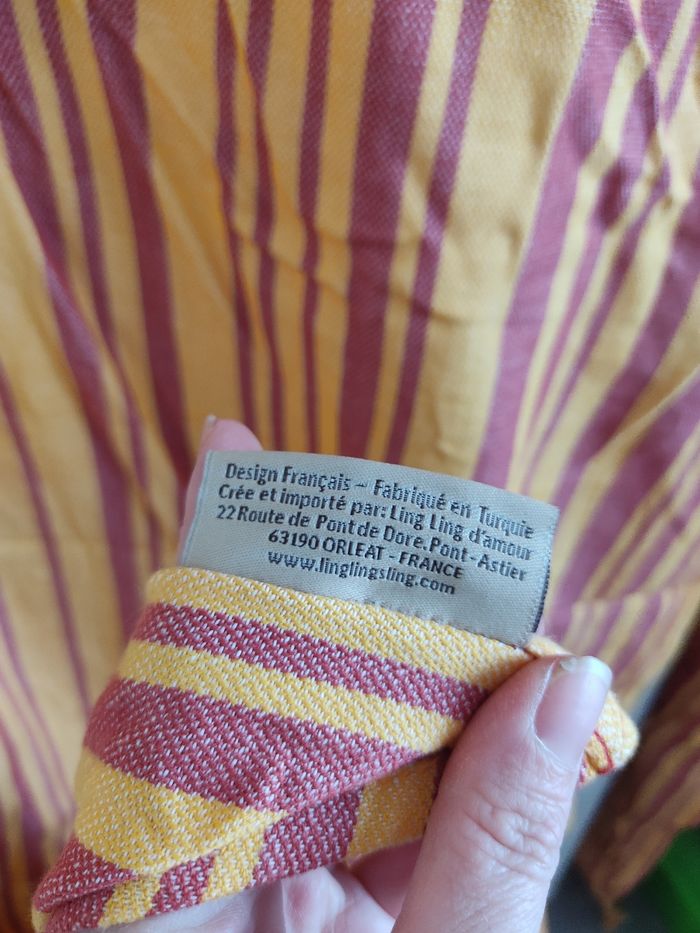 Design Français - Fabriqué en Turquie
Crée et importé par: Ling Ling d'amour
22 Route de Pont de Dore. Pont - Astier
63190 ORLEAT - FRANCE
www.linglingsling.com